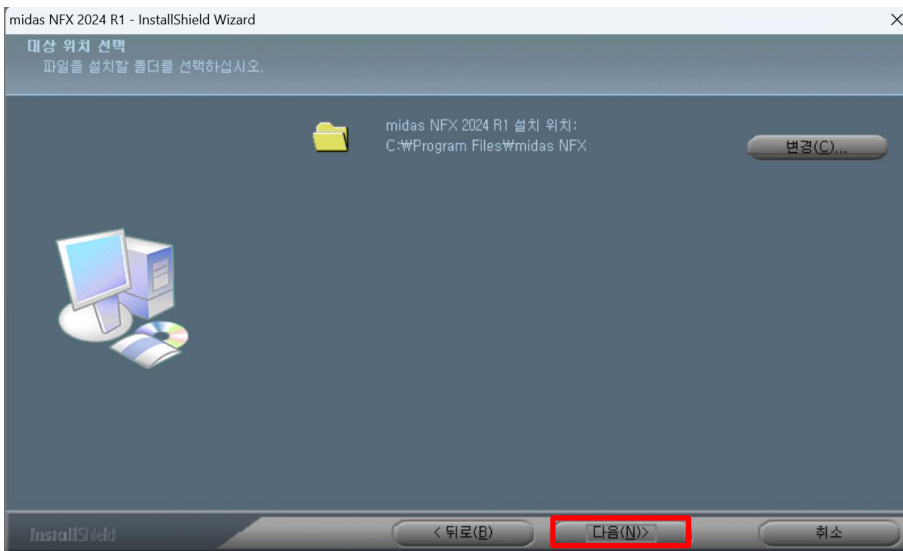 midas NFX 2024 R1 - InstallShield Wizard
대상 위치 선택
파일을 설치할 폴더를 선택하십시오.
midas NFX 2024 R1 설치 위치:
C:₩Program Files₩midas NFX
변경(C)...
InstallShield
< 뒤로(B)
다음(N)>
취소